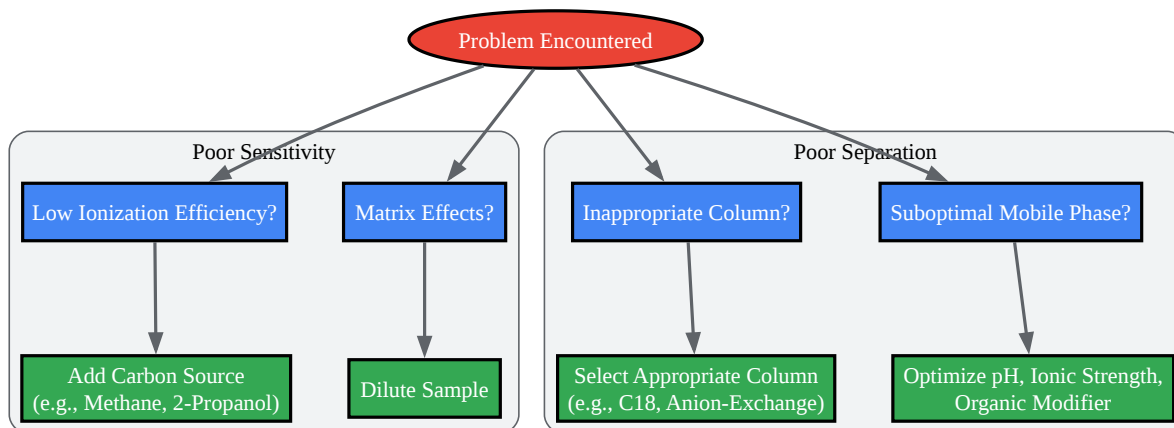 Problem Encountered
Poor Sensitivity
Poor Separation
Low Ionization Efficiency?
Matrix Effects?
Inappropriate Column?
Suboptimal Mobile Phase?
Add Carbon Source
(e.g., Methane, 2-Propanol)
Dilute Sample
Select Appropriate Column
(e.g., C18, Anion-Exchange)
Optimize pH, Ionic Strength,
Organic Modifier